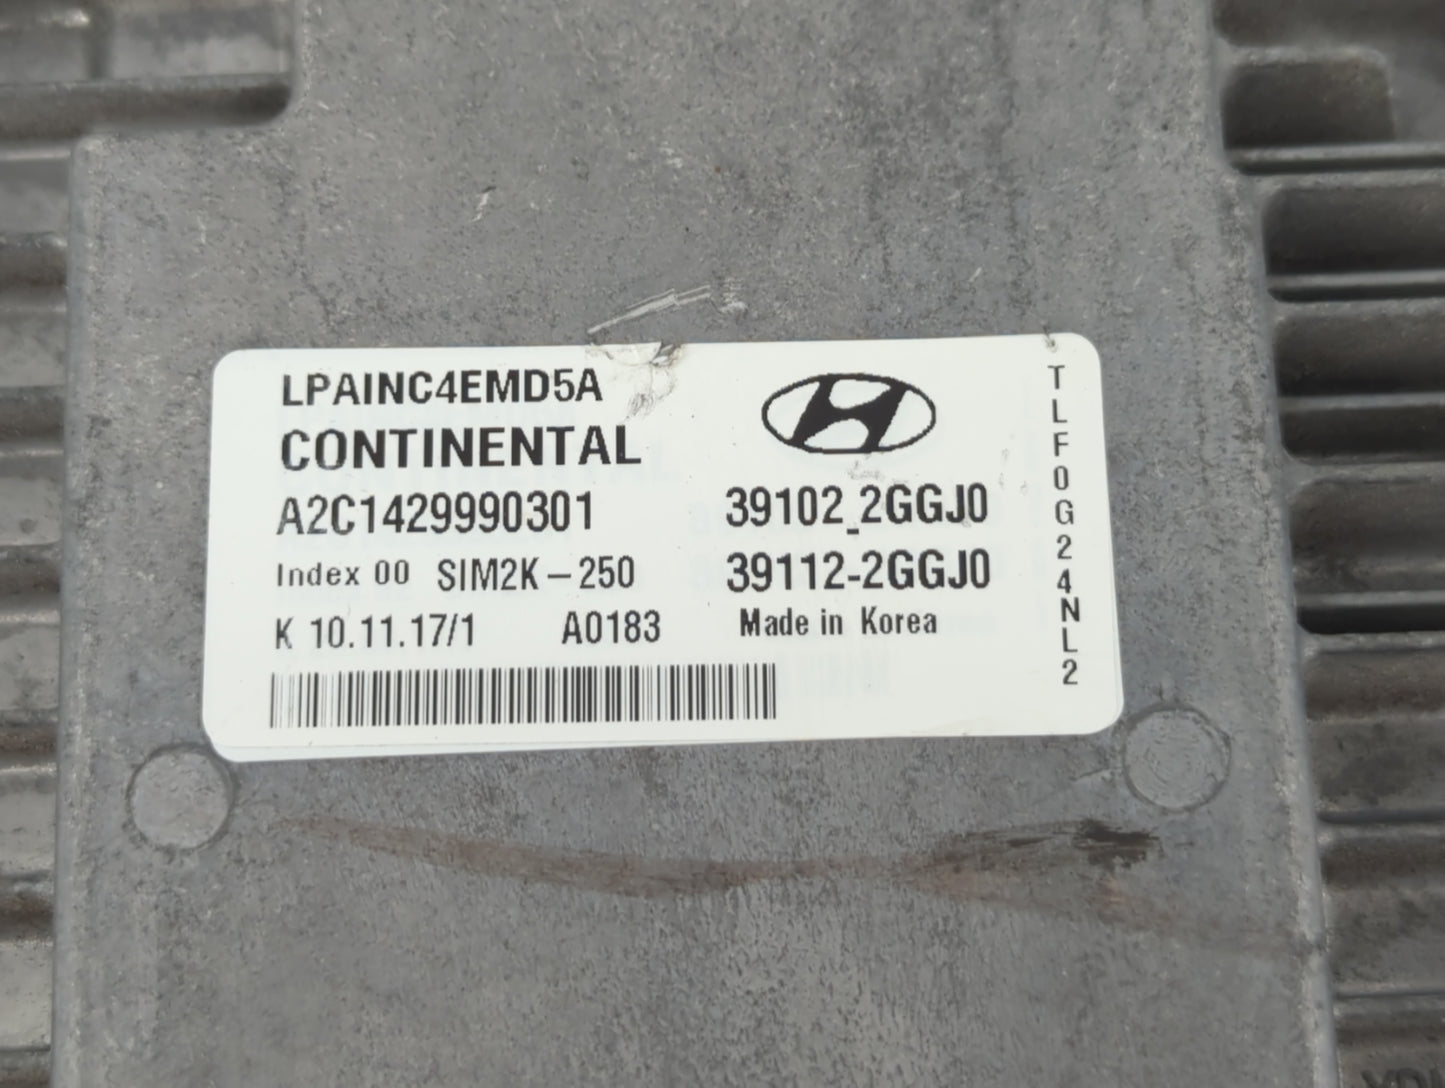 LPAINC4EMD5A
CONTINENTAL
A2C1429990301
39102_2GGJ0
Index 00 SIM2K-250
39112-2GGJ0
K 10.11.17/1 A0183
Made in Korea
TLF0G24NL2